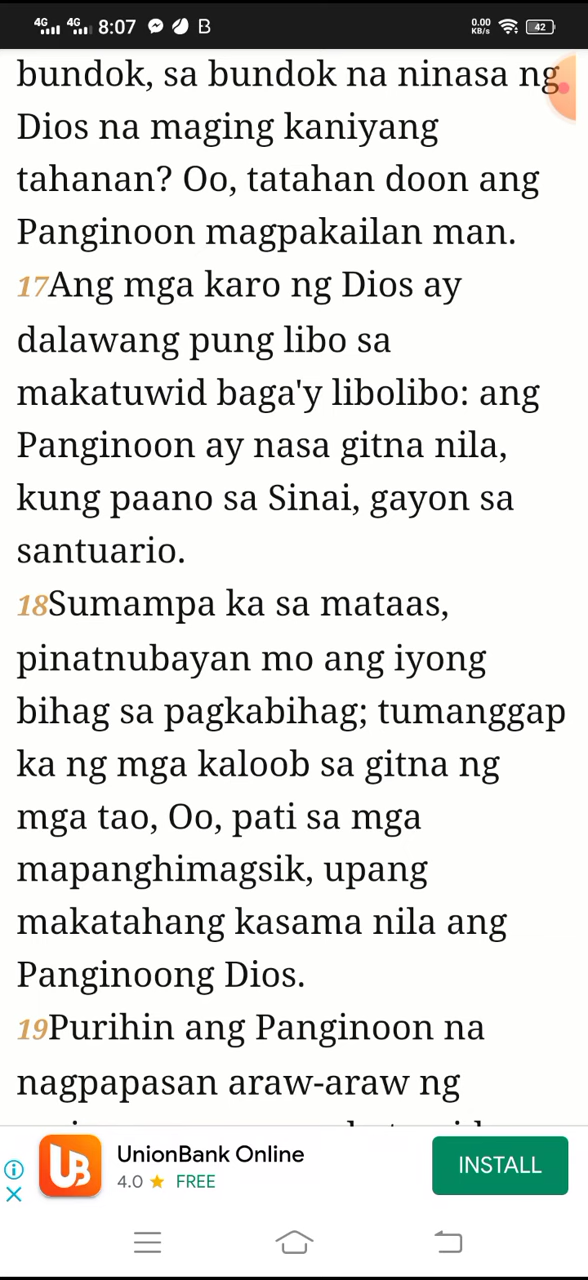 4G 4G 8:07 B 0.00 KB/s 42
bundok, sa bundok na ninasa ng
Dios na maging kaniyang
tahanan? Oo, tatahan doon ang
Panginoon magpakailan man.
17Ang mga karo ng Dios ay
dalawang pung libo sa
makatuwid baga'y libolibo: ang
Panginoon ay nasa gitna nila,
kung paano sa Sinai, gayon sa
santuario.
18Sumampa ka sa mataas,
pinatnubayan mo ang iyong
bihag sa pagkabihag; tumanggap
ka ng mga kaloob sa gitna ng
mga tao, Oo, pati sa mga
mapanghimagsik, upang
makatahang kasama nila ang
Panginoong Dios.
19Purihin ang Panginoon na
nagpapasan araw-araw ng
UB
UnionBank Online
4.0 ★ FREE
INSTALL